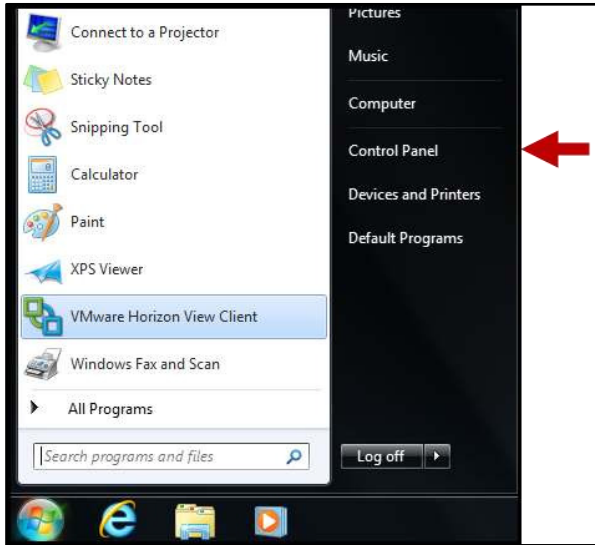 Connect to a Projector
Sticky Notes
Snipping Tool
Calculator
Paint
XPS Viewer
VMware Horizon View Client
Windows Fax and Scan
All Programs
Search programs and files
Pictures
Music
Computer
Control Panel
Devices and Printers
Default Programs
Log off